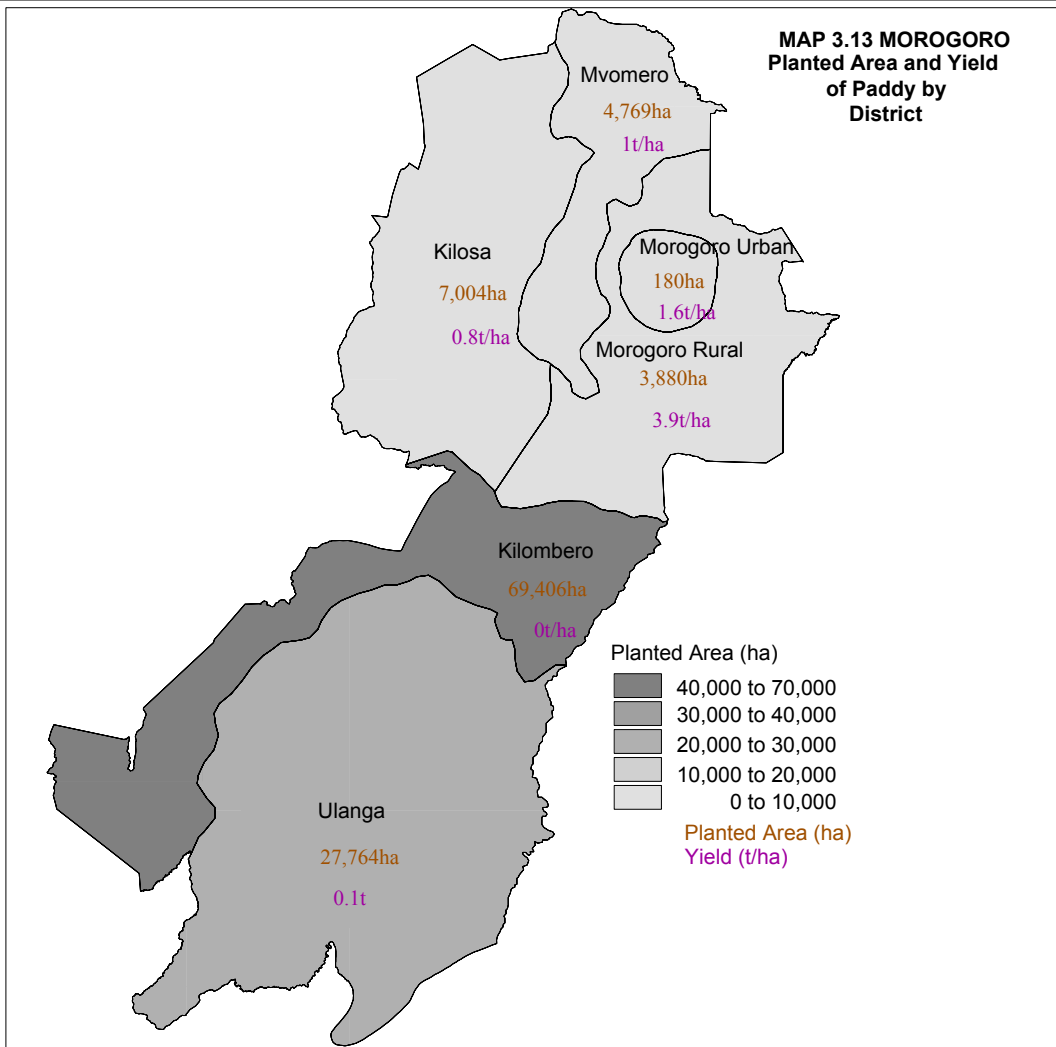 MAP 3.13 MOROGORO
Planted Area and Yield
of Paddy by
District
Mvomero
4,769ha
1t/ha
Kilosa
7,004ha
0.8t/ha
Morogoro Urban
180ha
1.6t/ha
Morogoro Rural
3,880ha
3.9t/ha
Kilombero
69,406ha
0t/ha
Ulanga
27,764ha
0.1t
Planted Area (ha)
40,000 to 70,000
30,000 to 40,000
20,000 to 30,000
10,000 to 20,000
0 to 10,000
Planted Area (ha)
Yield (t/ha)